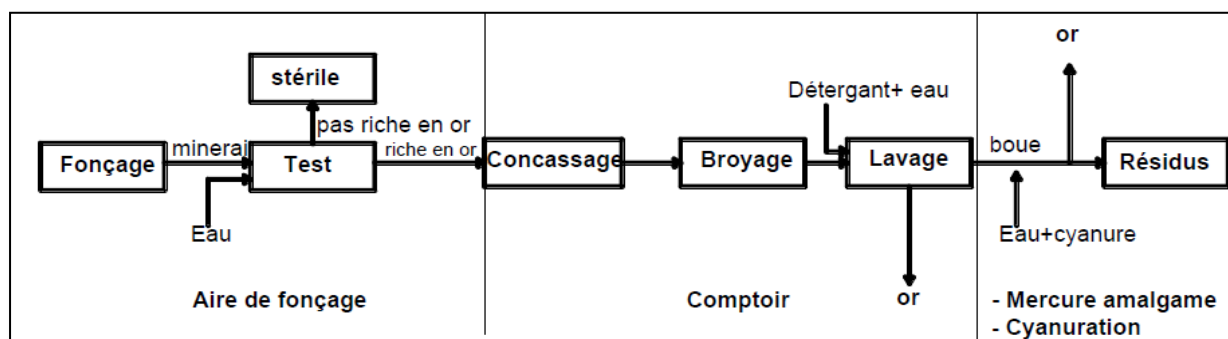 or
stérile
Détergant+ eau
pas riche en or
Fonçage
minerai
Test
riche en or
Concassage
Broyage
Lavage
boue
Résidus
Eau
Eau+cyanure
Aire de fonçage
Comptoir
or
- Mercure amalgame
- Cyanuration